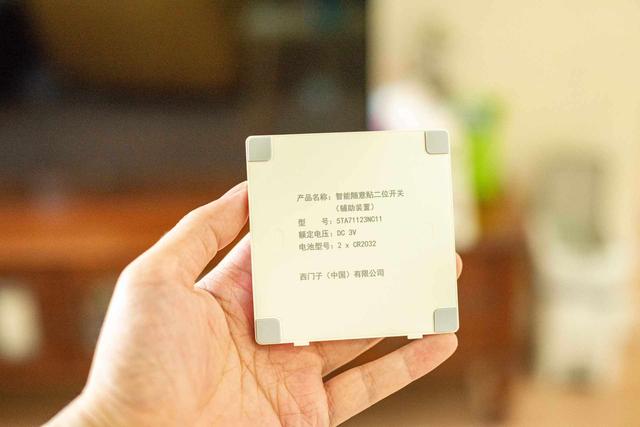 产品名称：智能随意贴二位开关
（辅助装置）
型　　号：5TA71123NC11
额定电压：DC 3V
电池型号：2 x CR2032
西门子（中国）有限公司